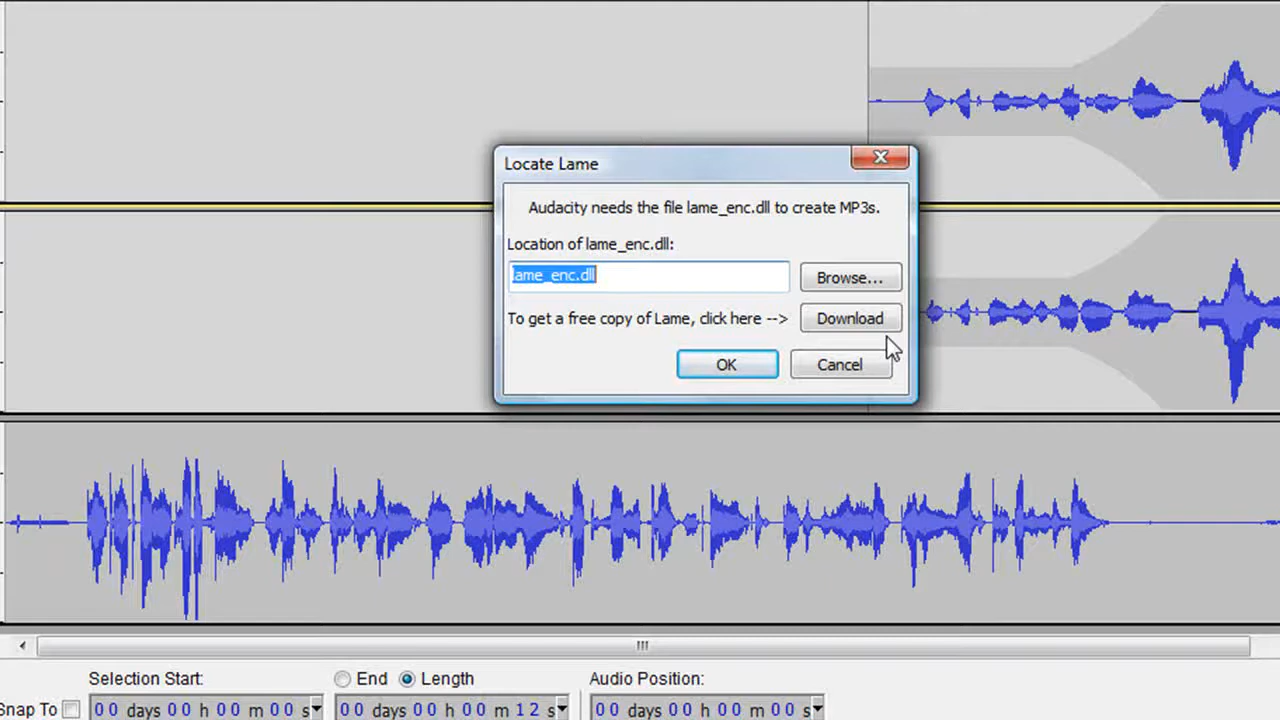 Locate Lame
Audacity needs the file lame_enc.dll to create MP3s.
Location of lame_enc.dll:
lame_enc.dll
Browse...
To get a free copy of Lame, click here -->
Download
OK
Cancel
Selection Start:
End
Length
Audio Position:
Snap To
00 days 00 h 00 m 00 s
00 days 00 h 00 m 12 s
00 days 00 h 00 m 00 s